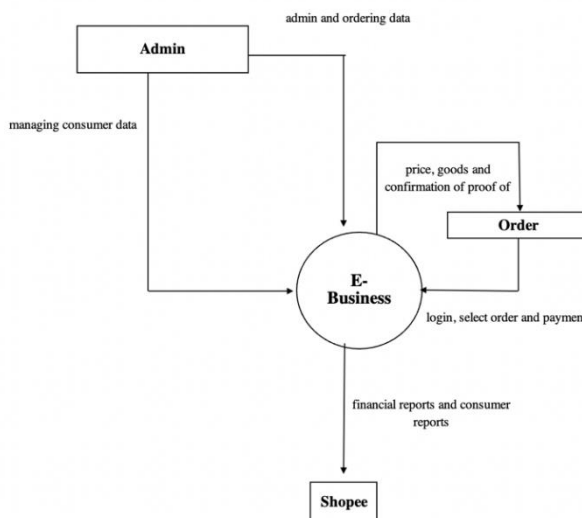 admin and ordering data
Admin
managing consumer data
price, goods and
confirmation of proof of
Order
E-
Business
login, select order and payment
financial reports and consumer
reports
Shopee